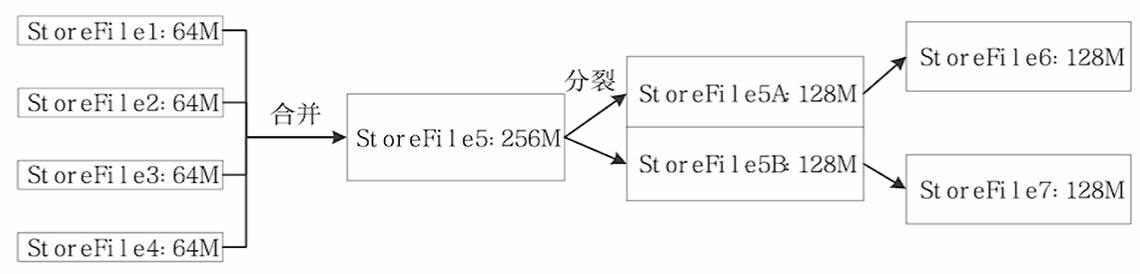 StoreFile1: 64M
StoreFile2: 64M
StoreFile3: 64M
StoreFile4: 64M
合并
StoreFile5: 256M
分裂
StoreFile5A: 128M
StoreFile5B: 128M
StoreFile6: 128M
StoreFile7: 128M